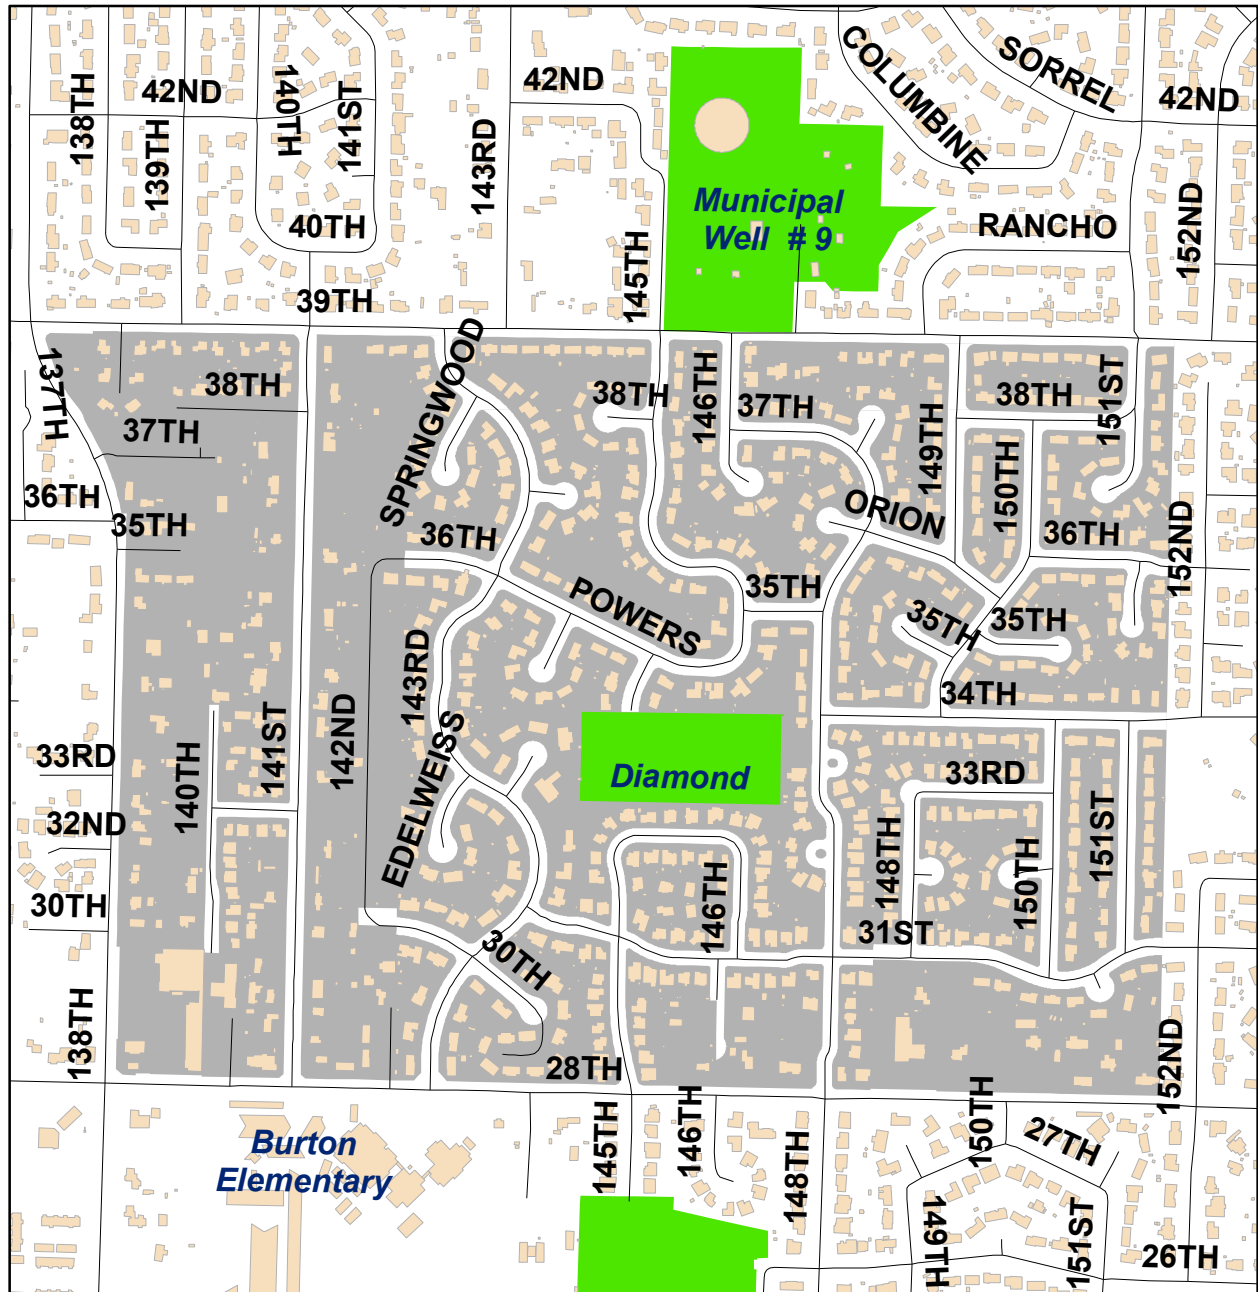 COLUMBINE
SORREL
138TH
42ND
140TH
141ST
42ND
42ND
139TH
143RD
Municipal
Well # 9
152ND
40TH
145TH
RANCHO
39TH
137TH
38TH
SPRINGWOOD
38TH
146TH
37TH
149TH
38TH
151ST
37TH
36TH
35TH
36TH
ORION
150TH
36TH
152ND
POWERS
35TH
35TH
35TH
143RD
34TH
33RD
140TH
141ST
142ND
EDELWEISS
Diamond
33RD
32ND
148TH
150TH
151ST
30TH
146TH
31ST
30TH
138TH
28TH
152ND
Burton
Elementary
145TH
146TH
148TH
150TH
27TH
149TH
151ST
26TH